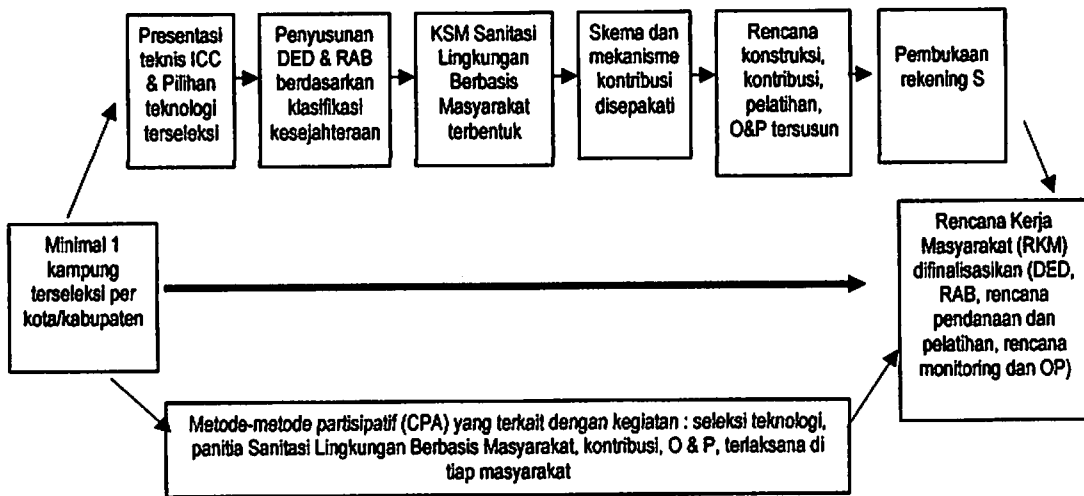 Presentasi
teknis ICC
& Pilihan
teknologi
terseleksi
Penyusunan
DED & RAB
berdasarkan
klasifikasi
kesejahteraan
KSM Sanitasi
Lingkungan
Berbasis
Masyarakat
terbentuk
Skema dan
mekanisme
kontribusi
disepakati
Rencana
konstruksi,
kontribusi,
pelatihan,
O&P tersusun
Pembukaan
rekening S
Minimal 1
kampung
terseleksi per
kota/kabupaten
Rencana Kerja
Masyarakat (RKM)
difinalisasikan (DED,
RAB, rencana
pendanaan dan
pelatihan, rencana
monitoring dan OP)
Metode-metode partisipatif (CPA) yang terkait dengan kegiatan : seleksi teknologi,
panitia Sanitasi Lingkungan Berbasis Masyarakat, kontribusi, O & P, terlaksana di
tiap masyarakat